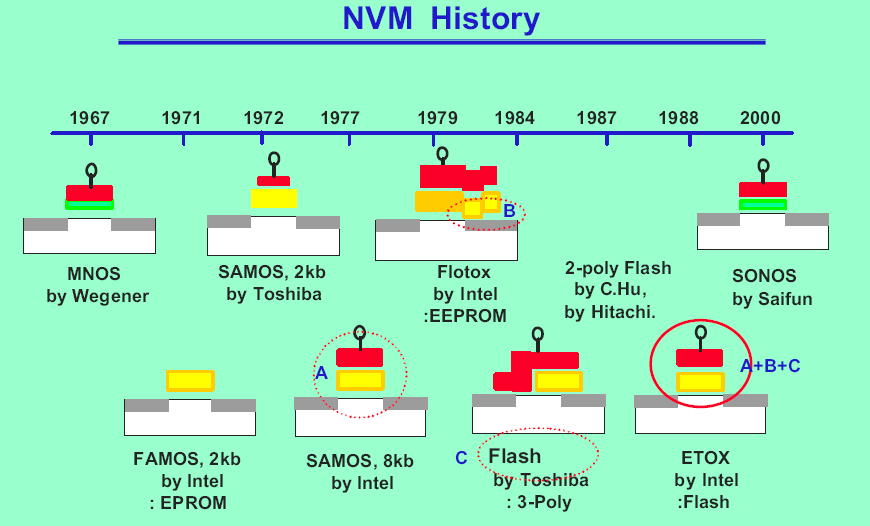 NVM History
1967 1971 1972 1977 1979 1984 1987 1988 2000
B
MNOS
by Wegener
SAMOS, 2kb
by Toshiba
Flotox
by Intel
:EEPROM
2-poly Flash
by C.Hu,
by Hitachi.
SONOS
by Saifun
A
A+B+C
FAMOS, 2kb
by Intel
: EPROM
SAMOS, 8kb
by Intel
C Flash
by Toshiba
: 3-Poly
ETOX
by Intel
:Flash